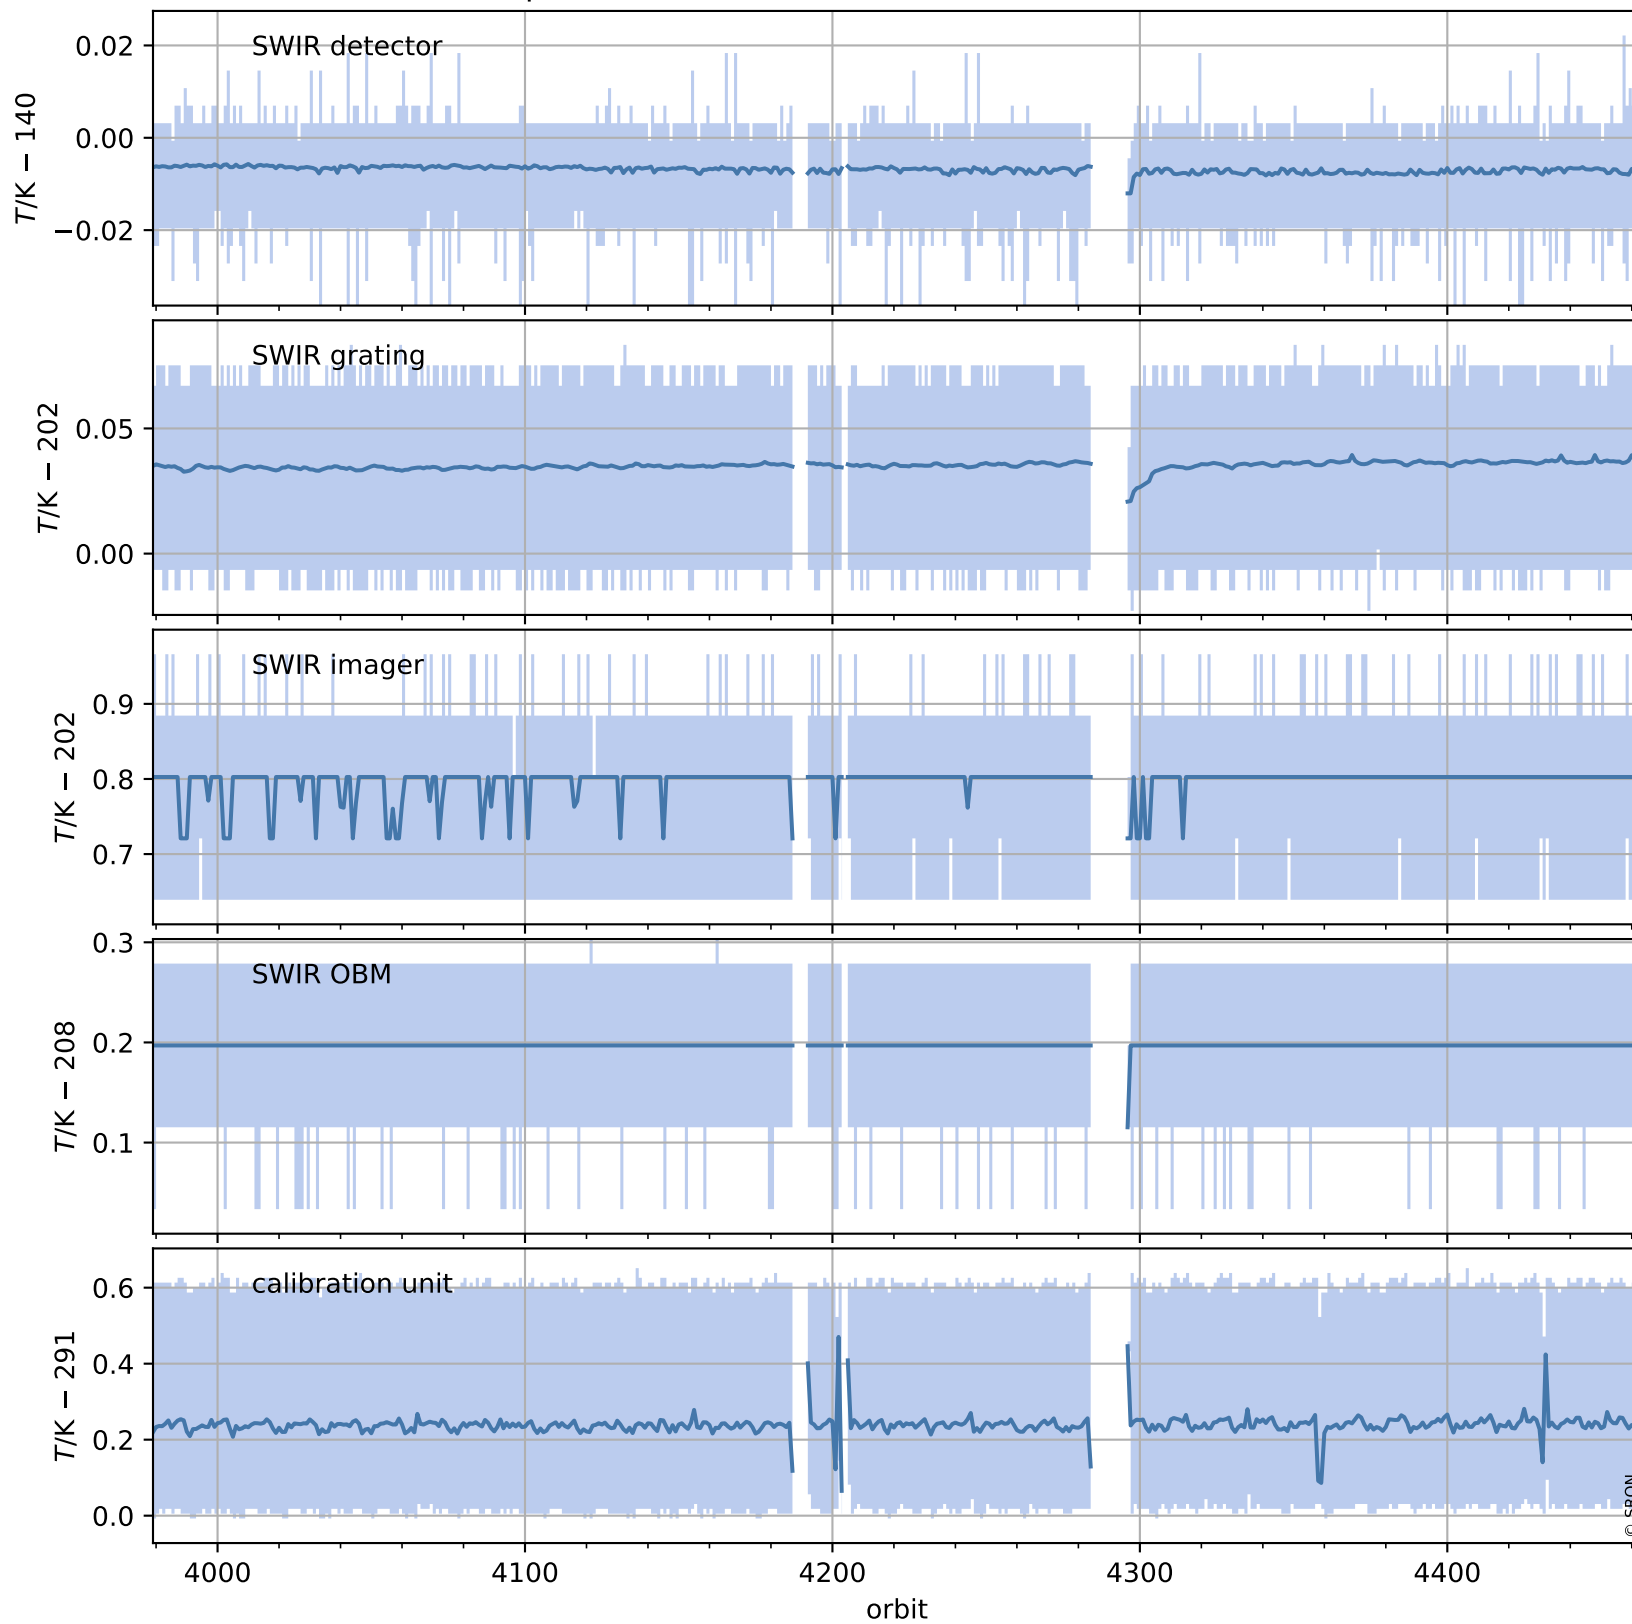 SWIR detector
0.02
0.00
−0.02
T/K − 140
SWIR grating
0.05
0.00
T/K − 202
SWIR imager
0.9
0.8
0.7
T/K − 202
SWIR OBM
0.3
0.2
0.1
T/K − 208
calibration unit
0.6
0.4
0.2
0.0
T/K − 291
© SRON
4000 4100 4200 4300 4400
orbit